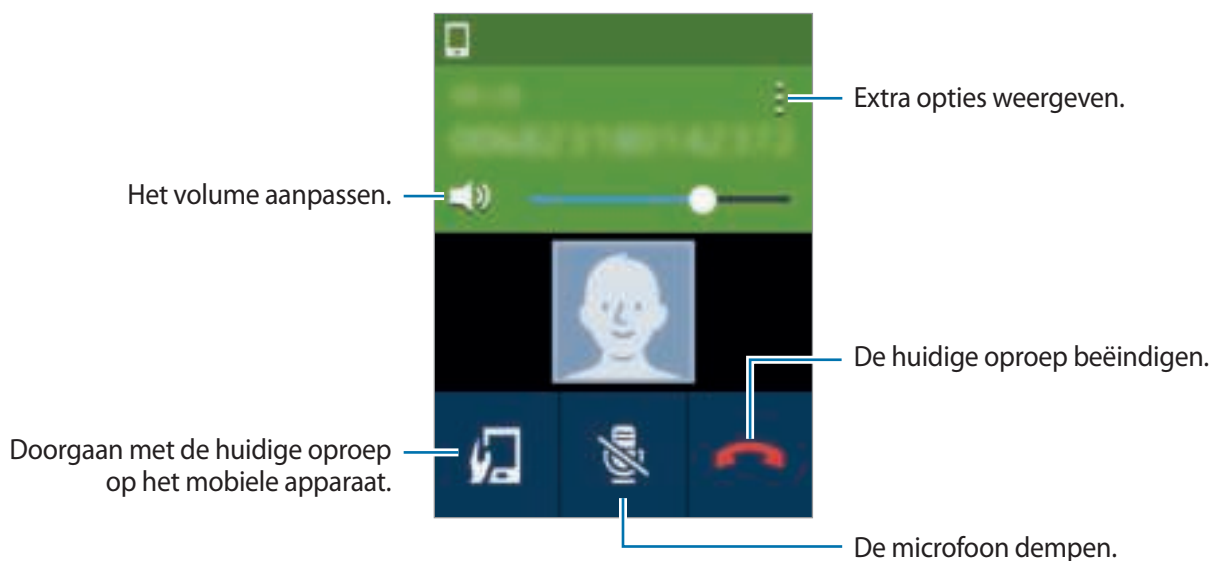 Extra opties weergeven.
Het volume aanpassen.
De huidige oproep beëindigen.
Doorgaan met de huidige oproep
op het mobiele apparaat.
De microfoon dempen.